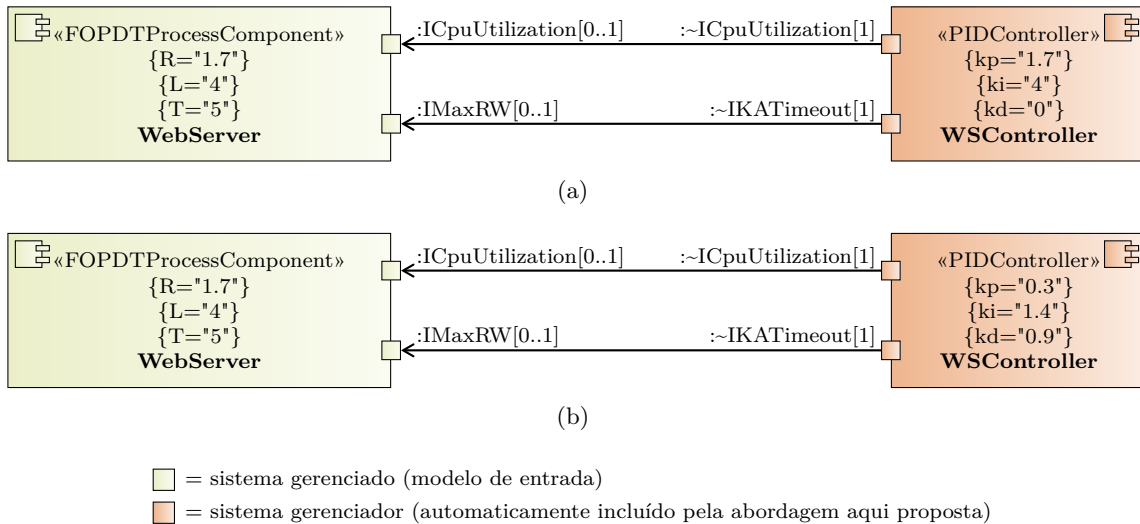 :ICpuUtilization[0..1] :~ICpuUtilization[1]
«FOPDTProcessComponent» «PIDController»
{R="1.7"} {kp="1.7"}
{L="4"} {ki="4"}
{T="5"} {kd="0"}
:IMaxRW[0..1] :~IKATimeout[1]
WebServer WSController
(a)
:ICpuUtilization[0..1] :~ICpuUtilization[1]
«FOPDTProcessComponent» «PIDController»
{R="1.7"} {kp="0.3"}
{L="4"} {ki="1.4"}
{T="5"} {kd="0.9"}
:IMaxRW[0..1] :~IKATimeout[1]
WebServer WSController
(b)
= sistema gerenciado (modelo de entrada)
= sistema gerenciador (automaticamente incluído pela abordagem aqui proposta)